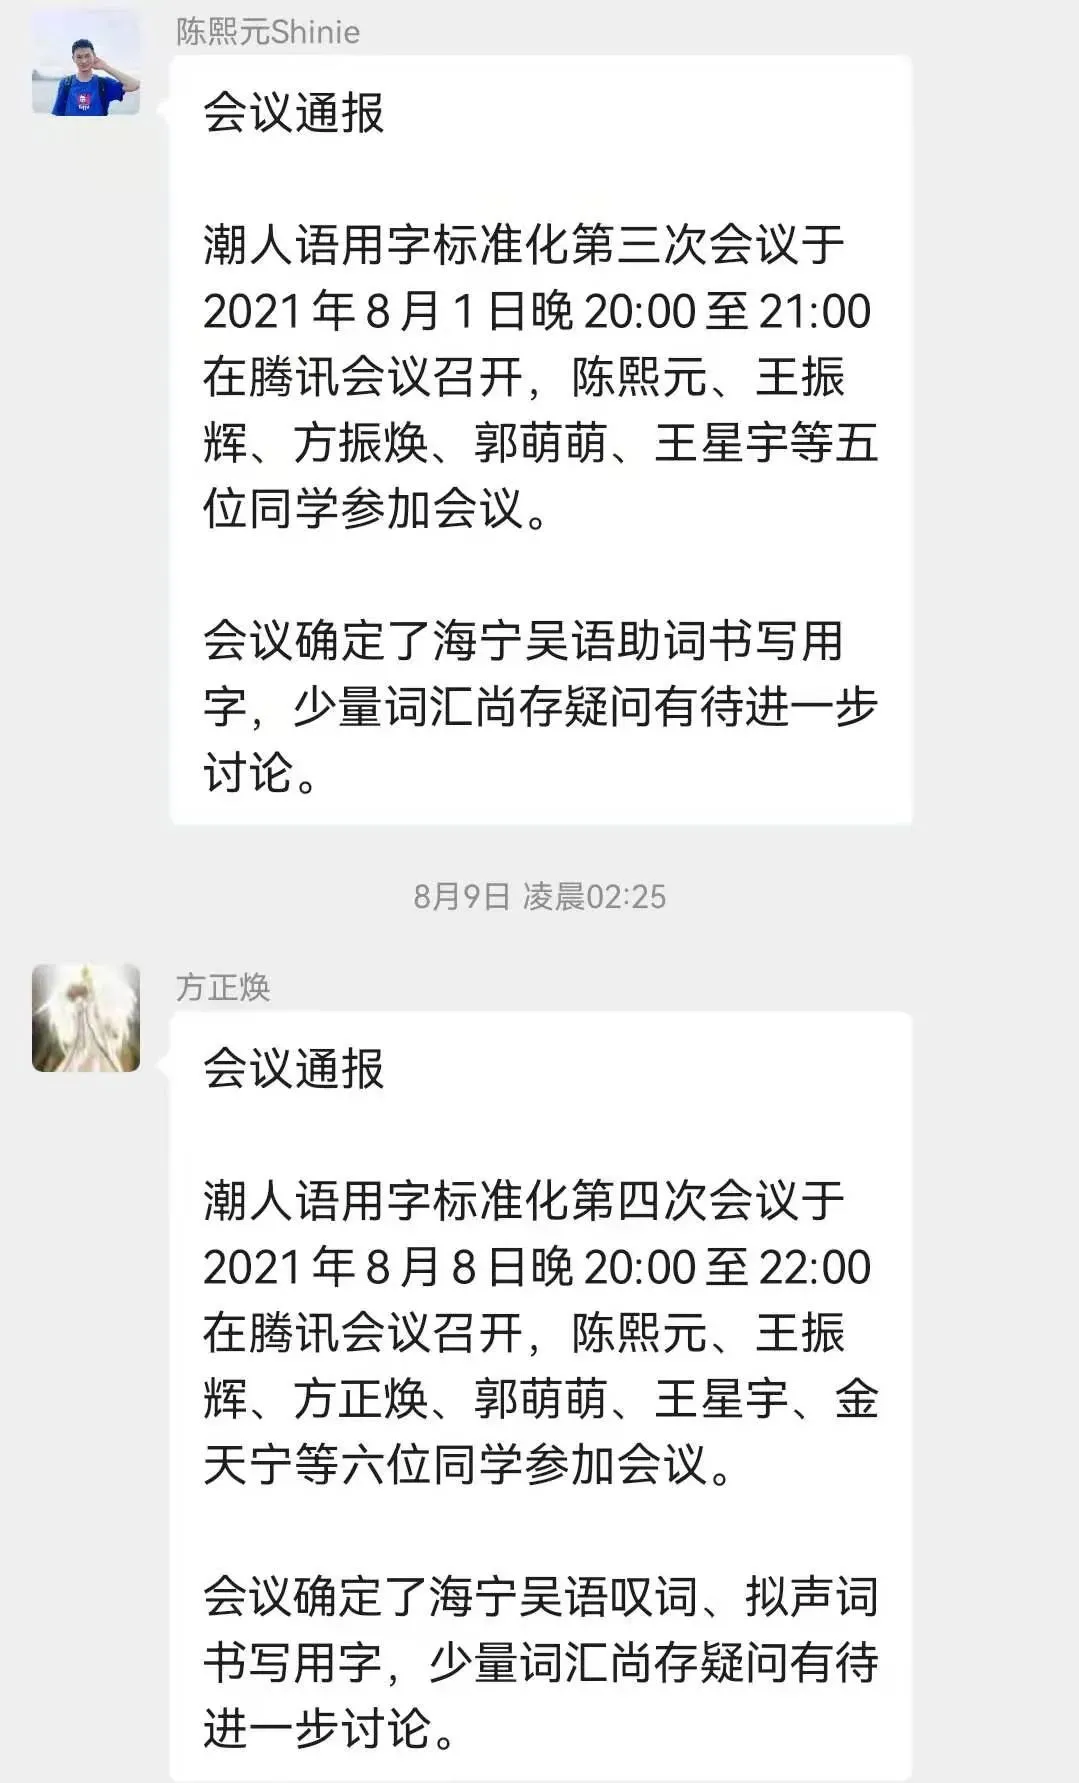 陈熙元Shinie
会议通报
潮人语用字标准化第三次会议于
2021年8月1日晚20:00至21:00
在腾讯会议召开，陈熙元、王振
辉、方振焕、郭萌萌、王星宇等五
位同学参加会议。
会议确定了海宁吴语助词书写用
字，少量词汇尚存疑问有待进一步
讨论。
8月9日 凌晨02:25
方正焕
会议通报
潮人语用字标准化第四次会议于
2021年8月8日晚20:00至22:00
在腾讯会议召开，陈熙元、王振
辉、方正焕、郭萌萌、王星宇、金
天宁等六位同学参加会议。
会议确定了海宁吴语叹词、拟声词
书写用字，少量词汇尚存疑问有待
进一步讨论。